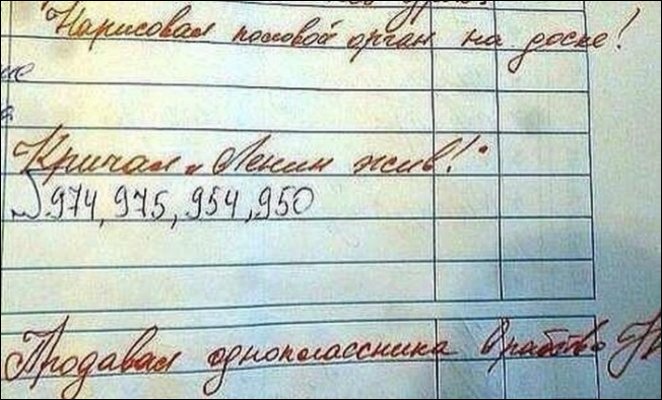 Нарисовал половой орган на доске!
Кричал "Ленин жив!"
974, 975, 954, 950
Продавал одноклассника в рабство